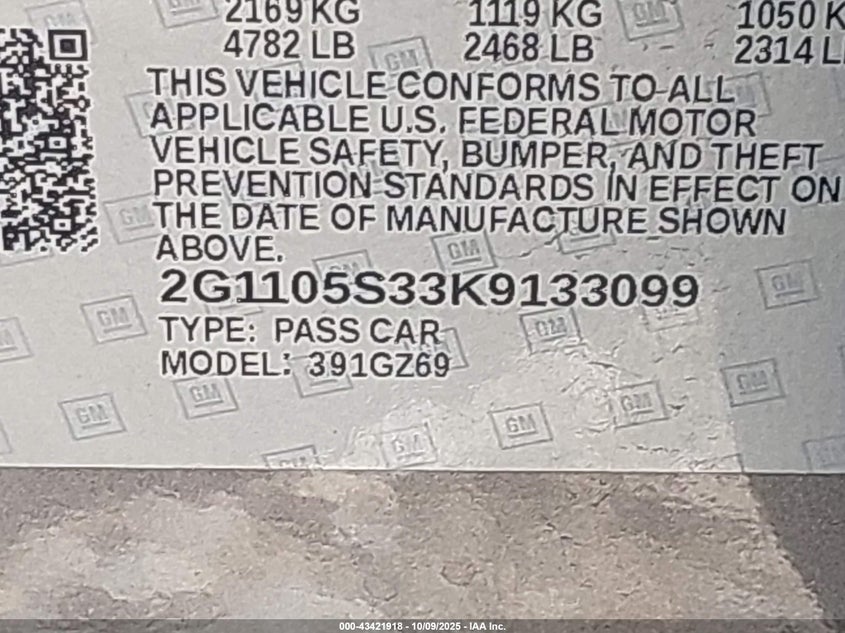 2169 KG 1119 KG 1050 K
4782 LB 2468 LB 2314 L
THIS VEHICLE CONFORMS TO ALL
APPLICABLE U.S. FEDERAL MOTOR
VEHICLE SAFETY, BUMPER, AND THEFT
PREVENTION STANDARDS IN EFFECT ON
THE DATE OF MANUFACTURE SHOWN
ABOVE.
2G1105S33K9133099
TYPE: PASS CAR
MODEL: 391GZ69
GM
000-43421918 - 10/09/2025 - IAA Inc.